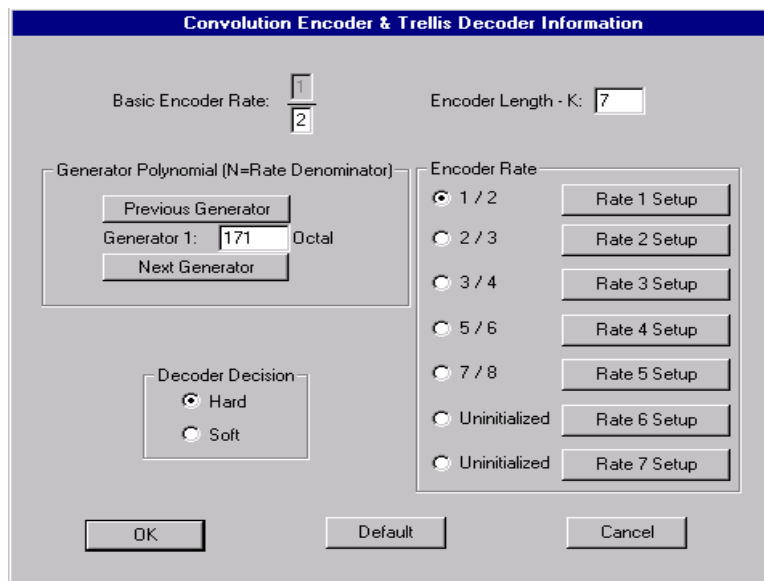 Convolution Encoder & Trellis Decoder Information
Basic Encoder Rate: 1
2
Encoder Length - K: 7
Generator Polynomial (N=Rate Denominator)
Previous Generator
Generator 1: 171 Octal
Next Generator
Encoder Rate
1 / 2 Rate 1 Setup
2 / 3 Rate 2 Setup
3 / 4 Rate 3 Setup
5 / 6 Rate 4 Setup
7 / 8 Rate 5 Setup
Uninitialized Rate 6 Setup
Uninitialized Rate 7 Setup
Decoder Decision
Hard
Soft
OK Default Cancel